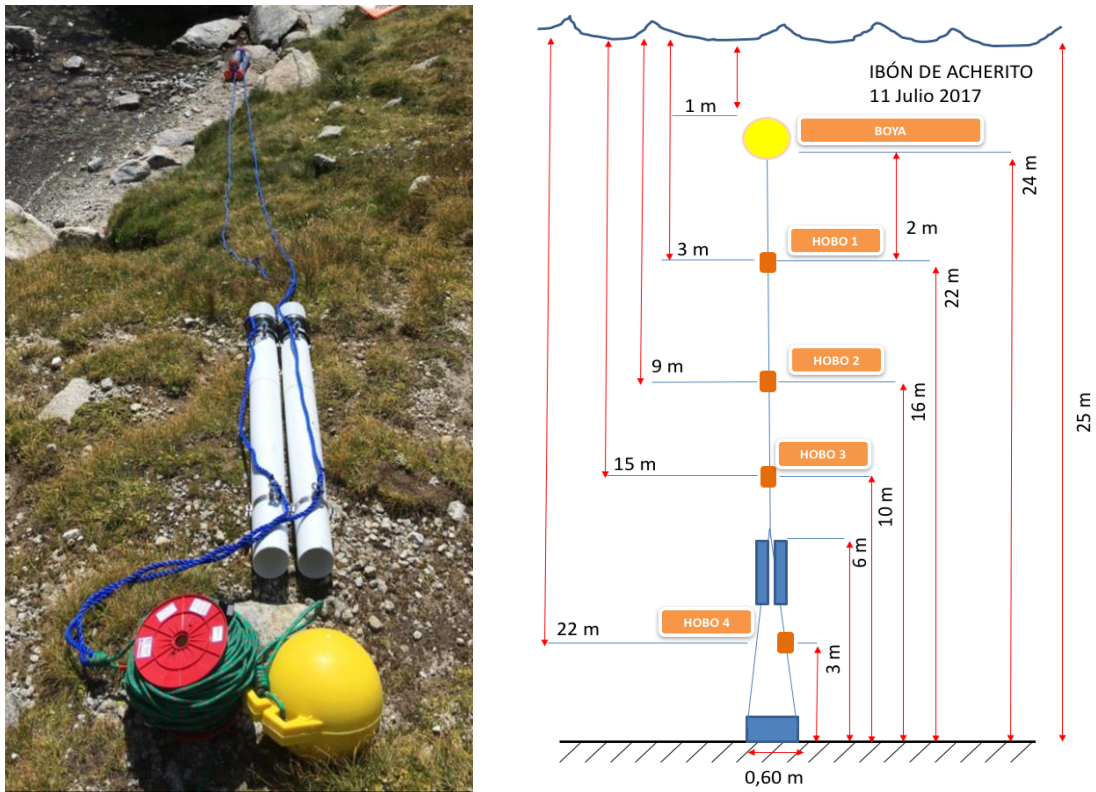 IBÓN DE ACHERITO
11 Julio 2017
1 m
BOYA
24 m
2 m
HOBO 1
3 m
22 m
HOBO 2
9 m
16 m
25 m
HOBO 3
15 m
10 m
6 m
HOBO 4
22 m
3 m
0,60 m